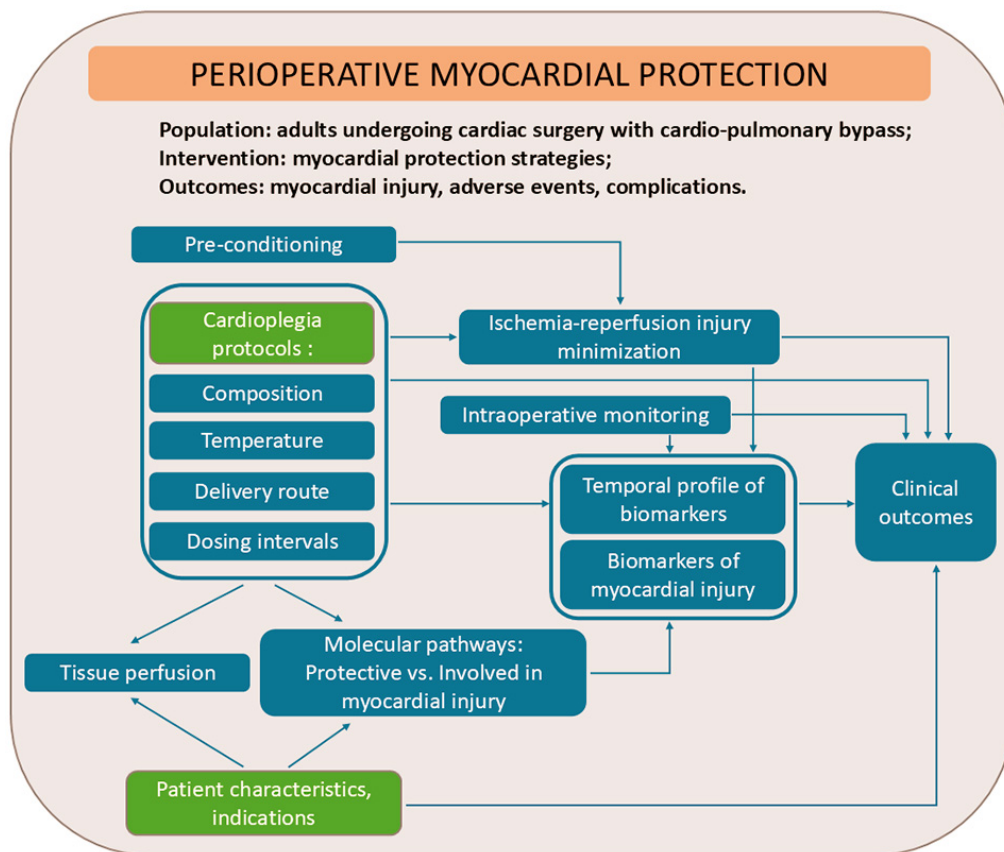 PERIOPERATIVE MYOCARDIAL PROTECTION
Population: adults undergoing cardiac surgery with cardio-pulmonary bypass;
Intervention: myocardial protection strategies;
Outcomes: myocardial injury, adverse events, complications.
Pre-conditioning
Cardioplegia
protocols :
Composition
Temperature
Delivery route
Dosing intervals
Ischemia-reperfusion injury
minimization
Intraoperative monitoring
Temporal profile of
biomarkers
Biomarkers of
myocardial injury
Clinical
outcomes
Tissue perfusion
Molecular pathways:
Protective vs. Involved in
myocardial injury
Patient characteristics,
indications